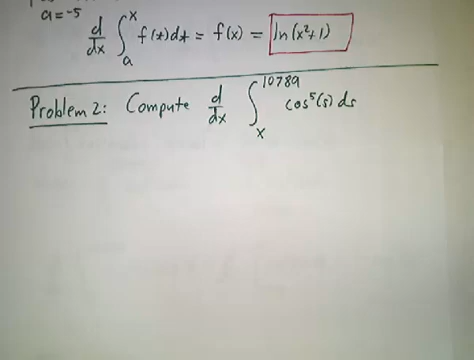 a = -5
d/dx ∫_a^x f(t)dt = f(x) = ln(x²+1)
Problem 2: Compute d/dx ∫_x^10789 cos⁵(s) ds